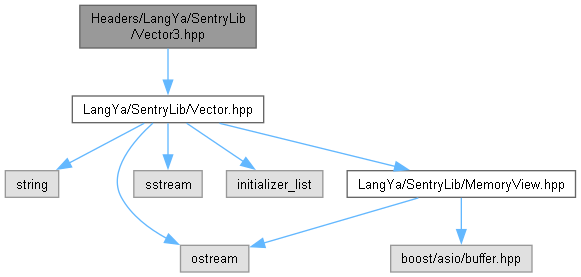 Headers/LangYa/SentryLib
/Vector3.hpp
LangYa/SentryLib/Vector.hpp
string
sstream
initializer_list
LangYa/SentryLib/MemoryView.hpp
ostream
boost/asio/buffer.hpp